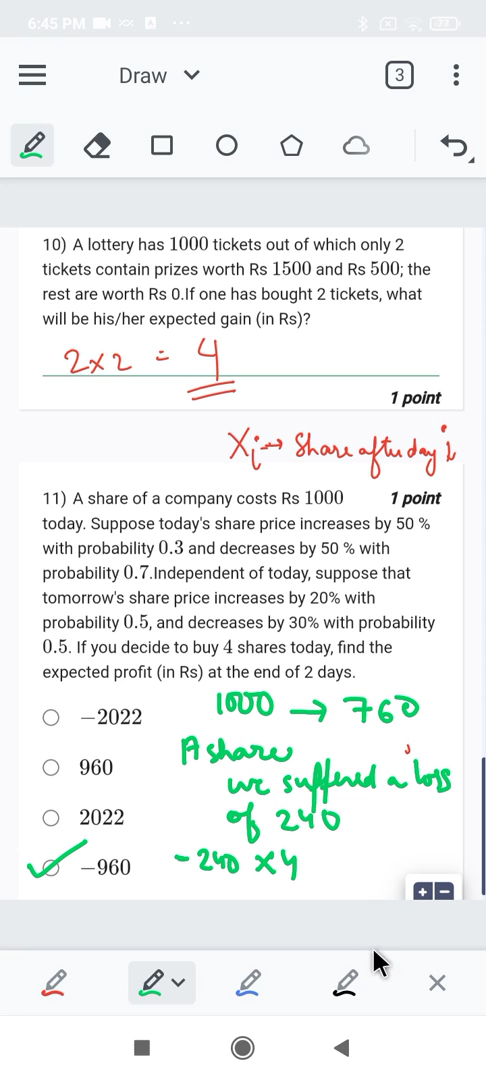 6:45 PM
Draw
3
10) A lottery has 1000 tickets out of which only 2
tickets contain prizes worth Rs 1500 and Rs 500; the
rest are worth Rs 0.If one has bought 2 tickets, what
will be his/her expected gain (in Rs)?
2 × 2 = 4
1 point
Xi → Share after day i
11) A share of a company costs Rs 1000 1 point
today. Suppose today's share price increases by 50 %
with probability 0.3 and decreases by 50 % with
probability 0.7.Independent of today, suppose that
tomorrow's share price increases by 20% with
probability 0.5, and decreases by 30% with probability
0.5. If you decide to buy 4 shares today, find the
expected profit (in Rs) at the end of 2 days.
1000 → 760
−2022
A share
960
we suffered a loss
2022
of 240
−960
-240 × 4